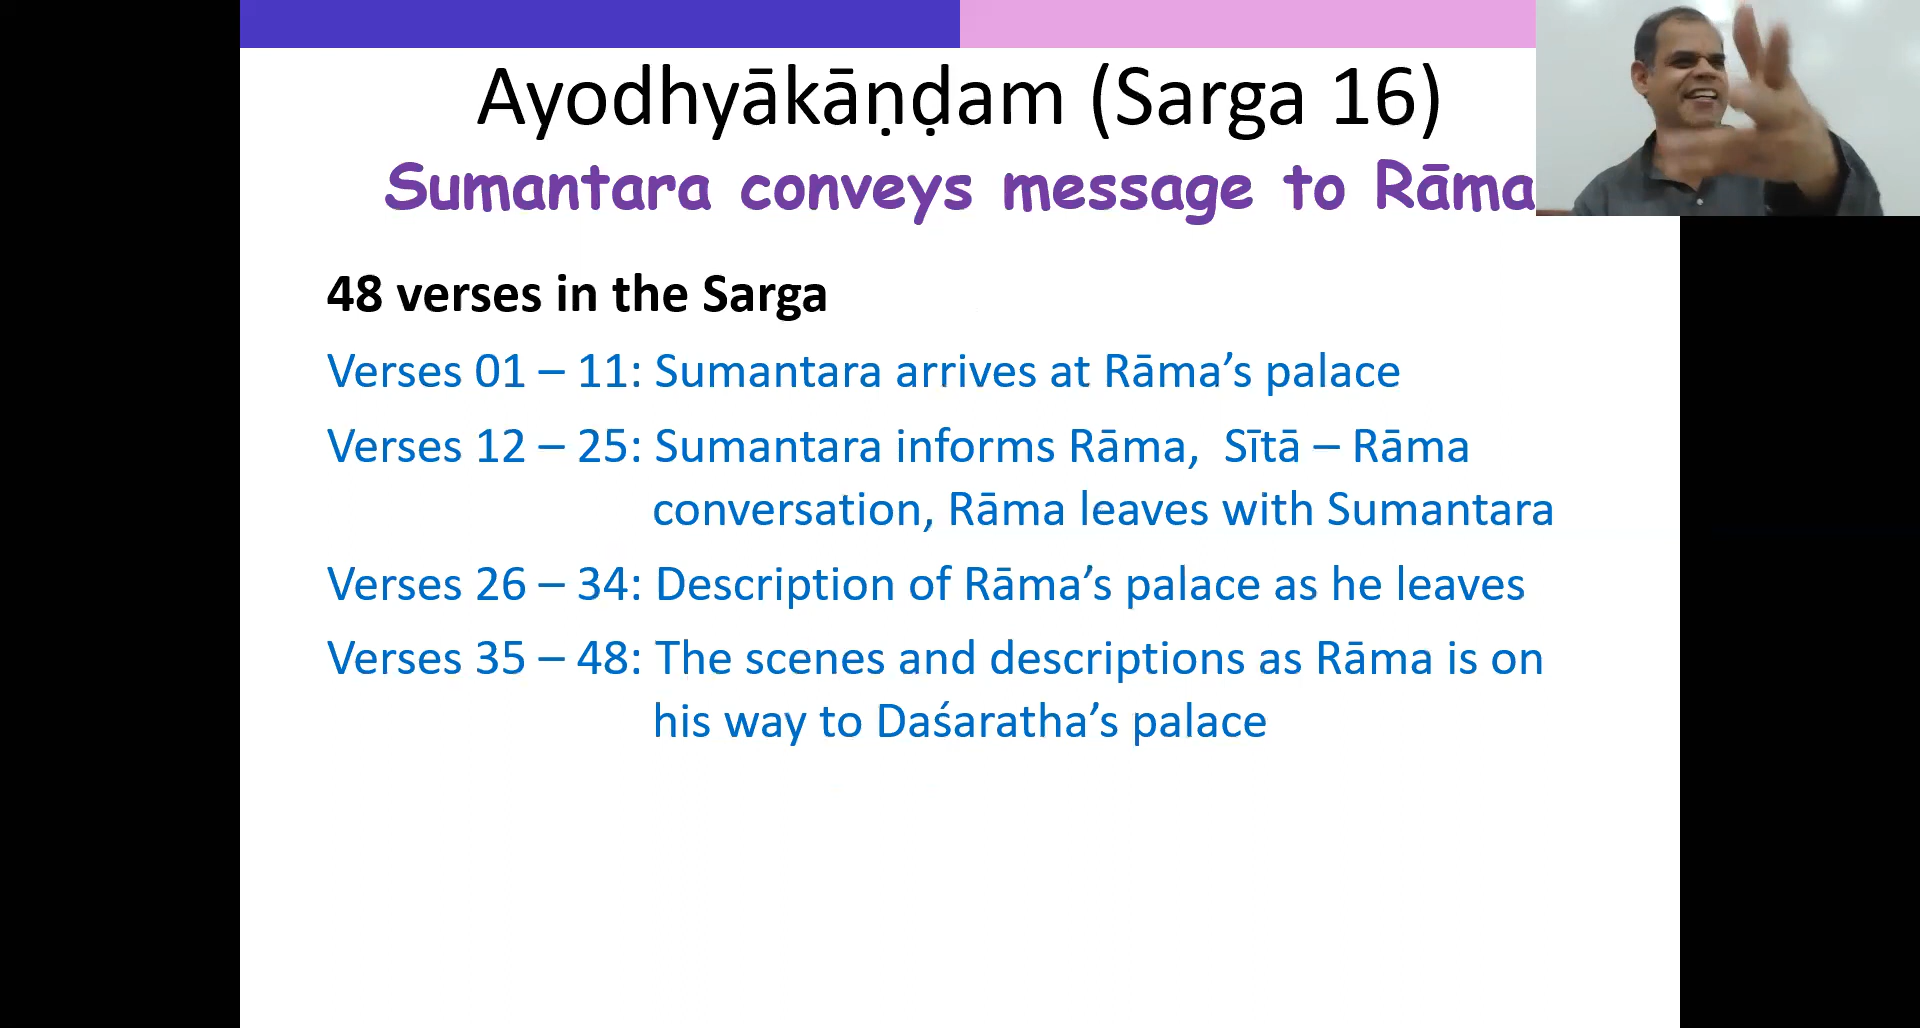 Ayodhyākāṇḍam (Sarga 16)
Sumantara conveys message to Rāma
48 verses in the Sarga
Verses 01 – 11: Sumantara arrives at Rāma’s palace
Verses 12 – 25: Sumantara informs Rāma, Sītā – Rāma
conversation, Rāma leaves with Sumantara
Verses 26 – 34: Description of Rāma’s palace as he leaves
Verses 35 – 48: The scenes and descriptions as Rāma is on
his way to Daśaratha’s palace